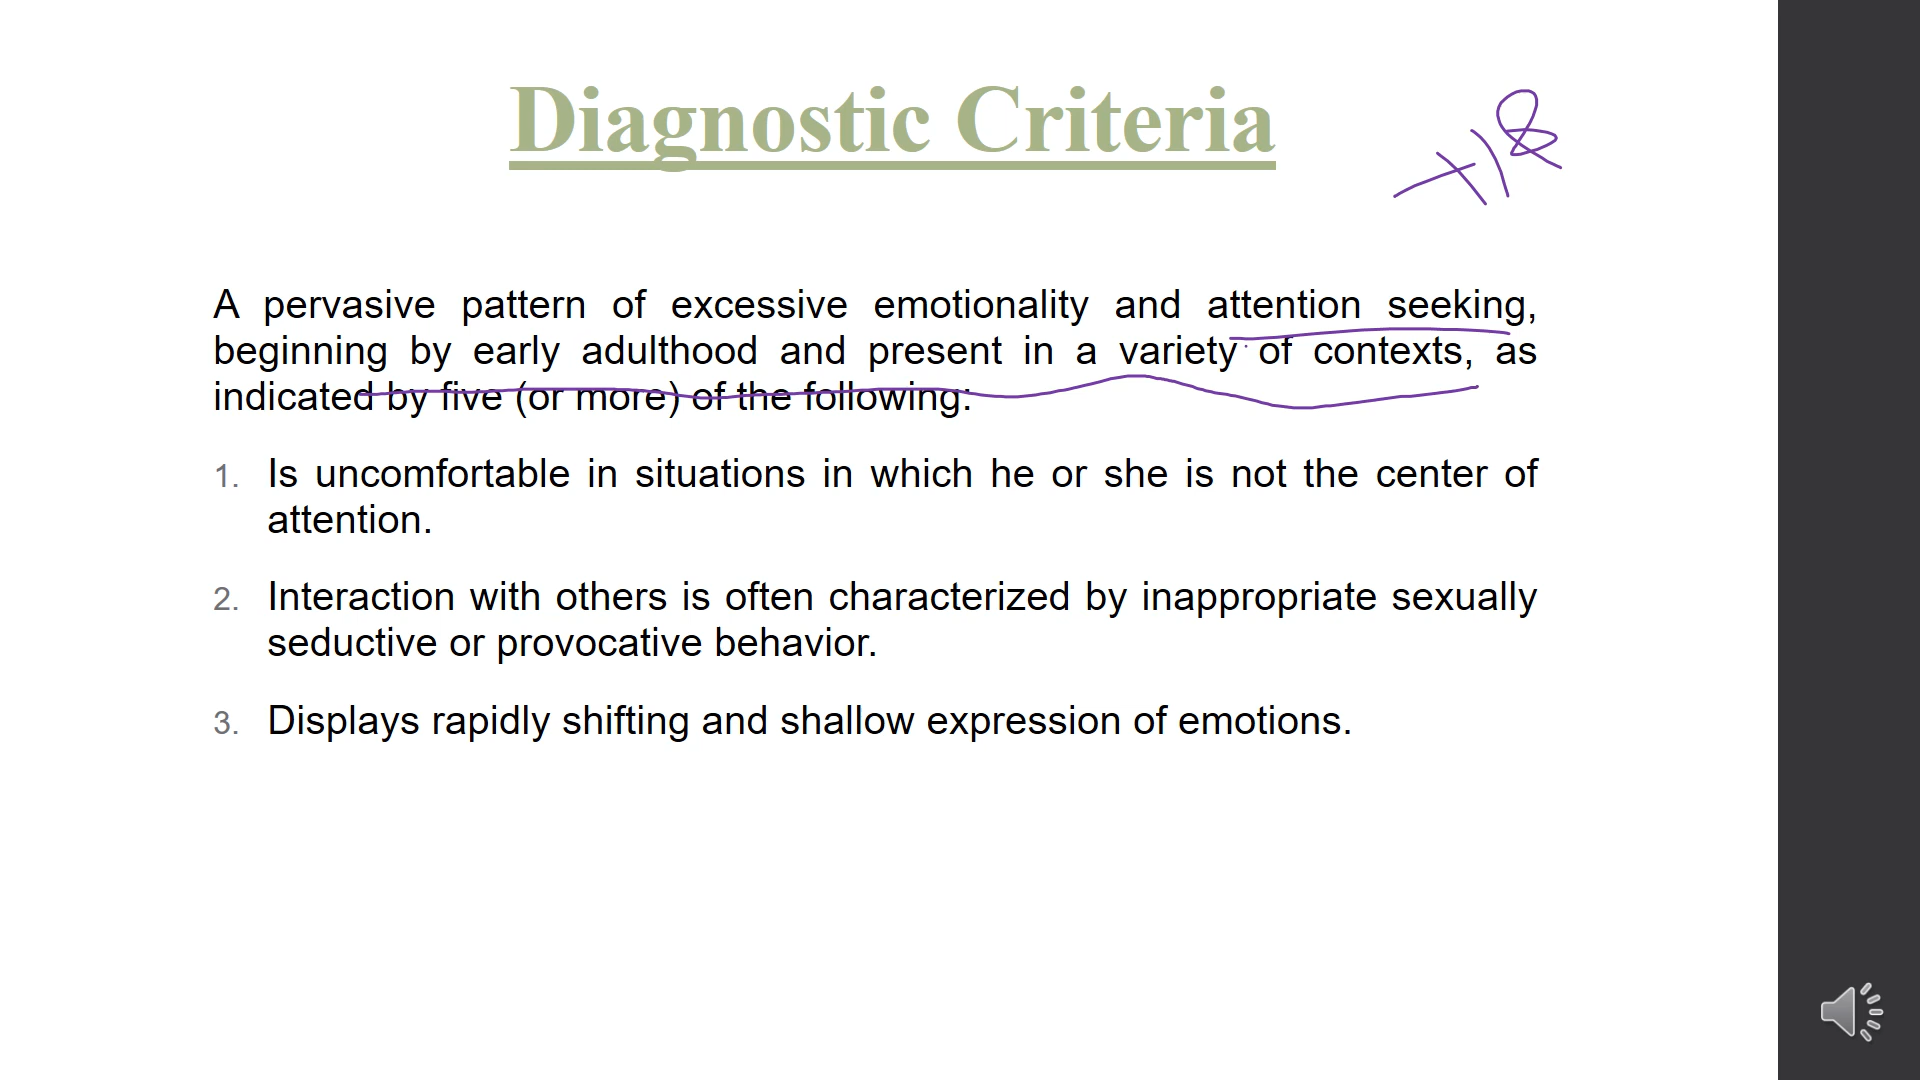 Diagnostic Criteria
+18
A pervasive pattern of excessive emotionality and attention seeking,
beginning by early adulthood and present in a variety of contexts, as
indicated by five (or more) of the following:
1. Is uncomfortable in situations in which he or she is not the center of
attention.
2. Interaction with others is often characterized by inappropriate sexually
seductive or provocative behavior.
3. Displays rapidly shifting and shallow expression of emotions.